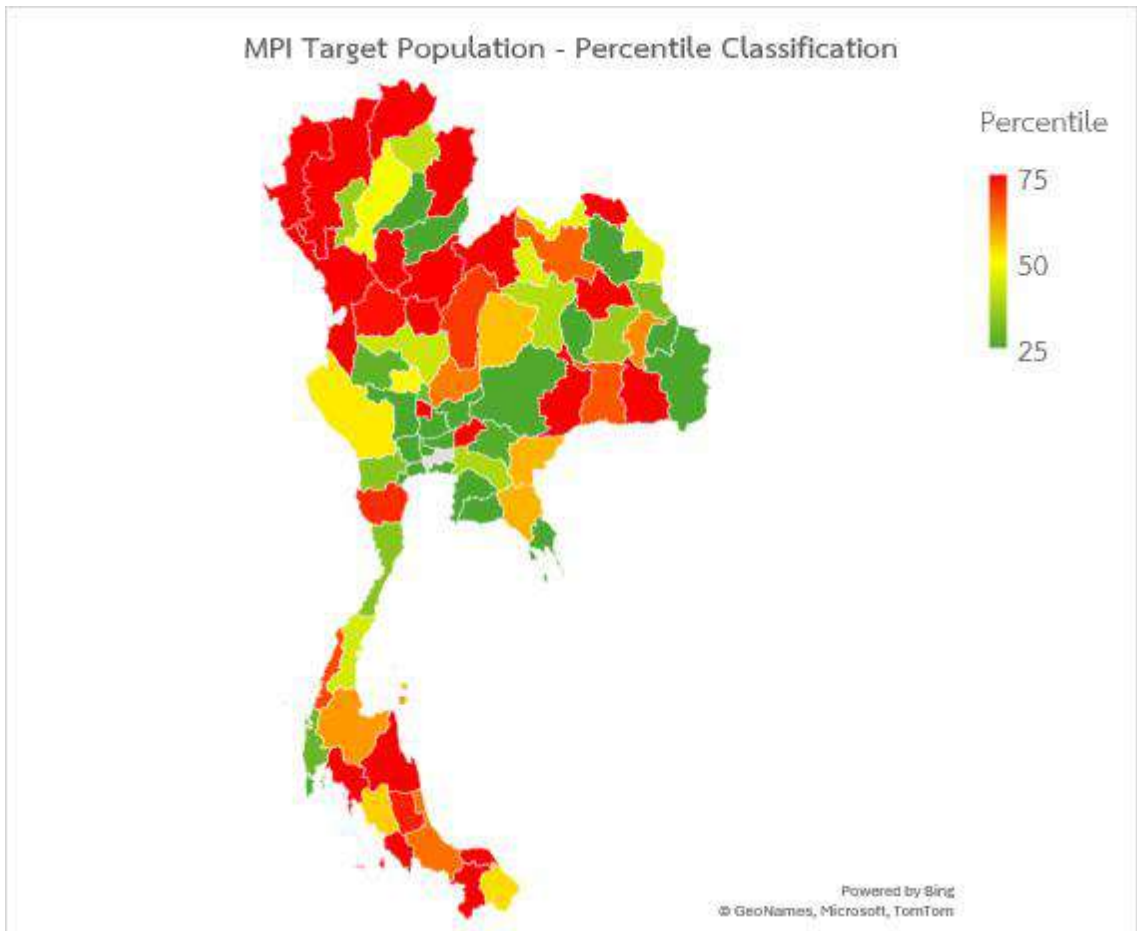 MPI Target Population - Percentile Classification
Percentile
75
50
25
Powered by Bing
© GeoNames, Microsoft, TomTom